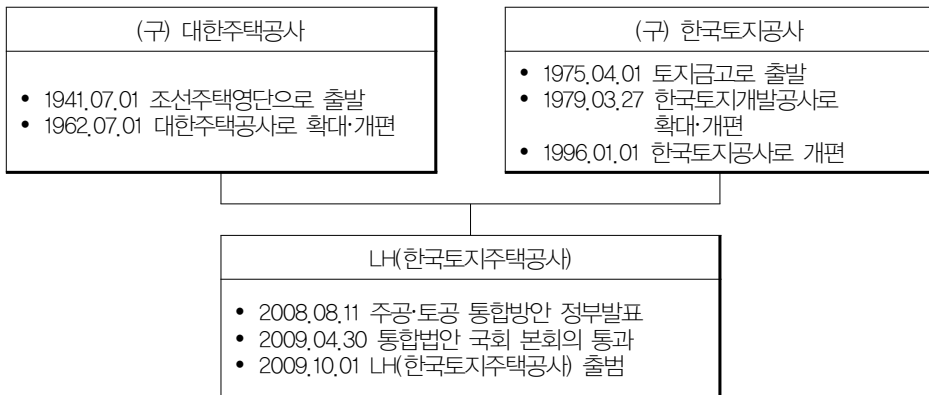 (구) 대한주택공사
• 1941.07.01 조선주택영단으로 출발
• 1962.07.01 대한주택공사로 확대·개편
(구) 한국토지공사
• 1975.04.01 토지금고로 출발
• 1979.03.27 한국토지개발공사로
확대·개편
• 1996.01.01 한국토지공사로 개편
LH(한국토지주택공사)
• 2008.08.11 주공·토공 통합방안 정부발표
• 2009.04.30 통합법안 국회 본회의 통과
• 2009.10.01 LH(한국토지주택공사) 출범